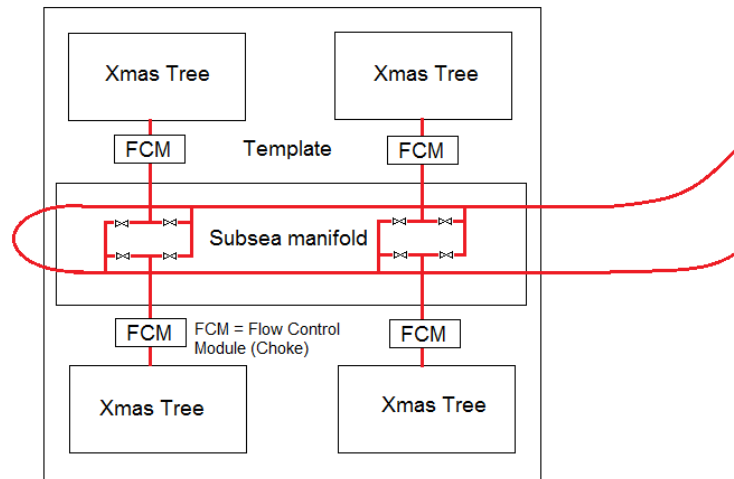 Xmas Tree
Xmas Tree
FCM
Template
FCM
Subsea manifold
FCM
FCM = Flow Control
Module (Choke)
FCM
Xmas Tree
Xmas Tree